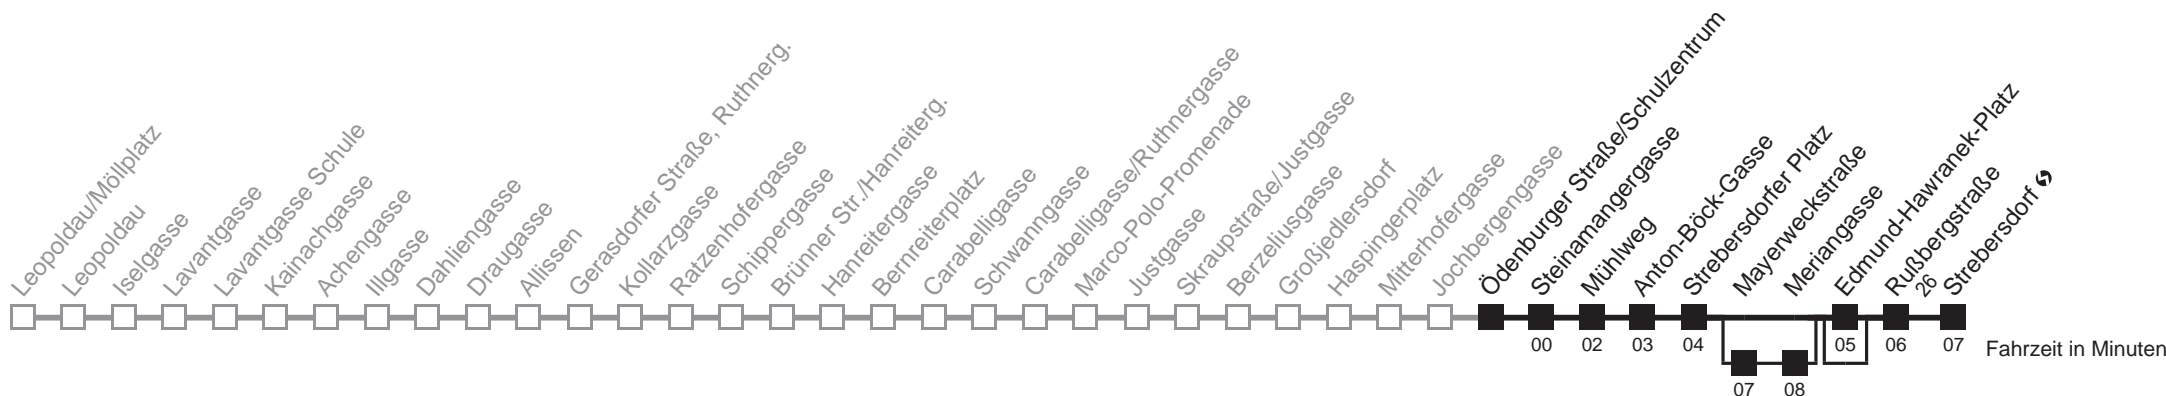 Leopoldau/Möllplatz
Leopoldau
Iselgasse
Lavantgasse
Lavantgasse Schule
Kainachgasse
Achengasse
Illgasse
Dahliengasse
Draugasse
Allissen
Gerasdorfer Straße, Ruthnerg.
Kollarzgasse
Ratzenhofergasse
Schippergasse
Brünner Str./Hanreiterg.
Hanreitergasse
Bernreiterplatz
Carabelligasse
Schwanngasse
Carabelligasse/Ruthnergasse
Marco-Polo-Promenade
Justgasse
Skraupstraße/Justgasse
Berzeliusgasse
Großjedlersdorf
Haspingerplatz
Mitterhofergasse
Jochbergengasse
Ödenburger Straße/Schulzentrum
Steinamangergasse
Mühlweg
Anton-Böck-Gasse
Strebersdorfer Platz
Mayerweckstraße
Meriangasse
Edmund-Hawranek-Platz
Rußbergstraße
26
Strebersdorf
00 02 03 04 05 06 07
Fahrzeit in Minuten
07 08